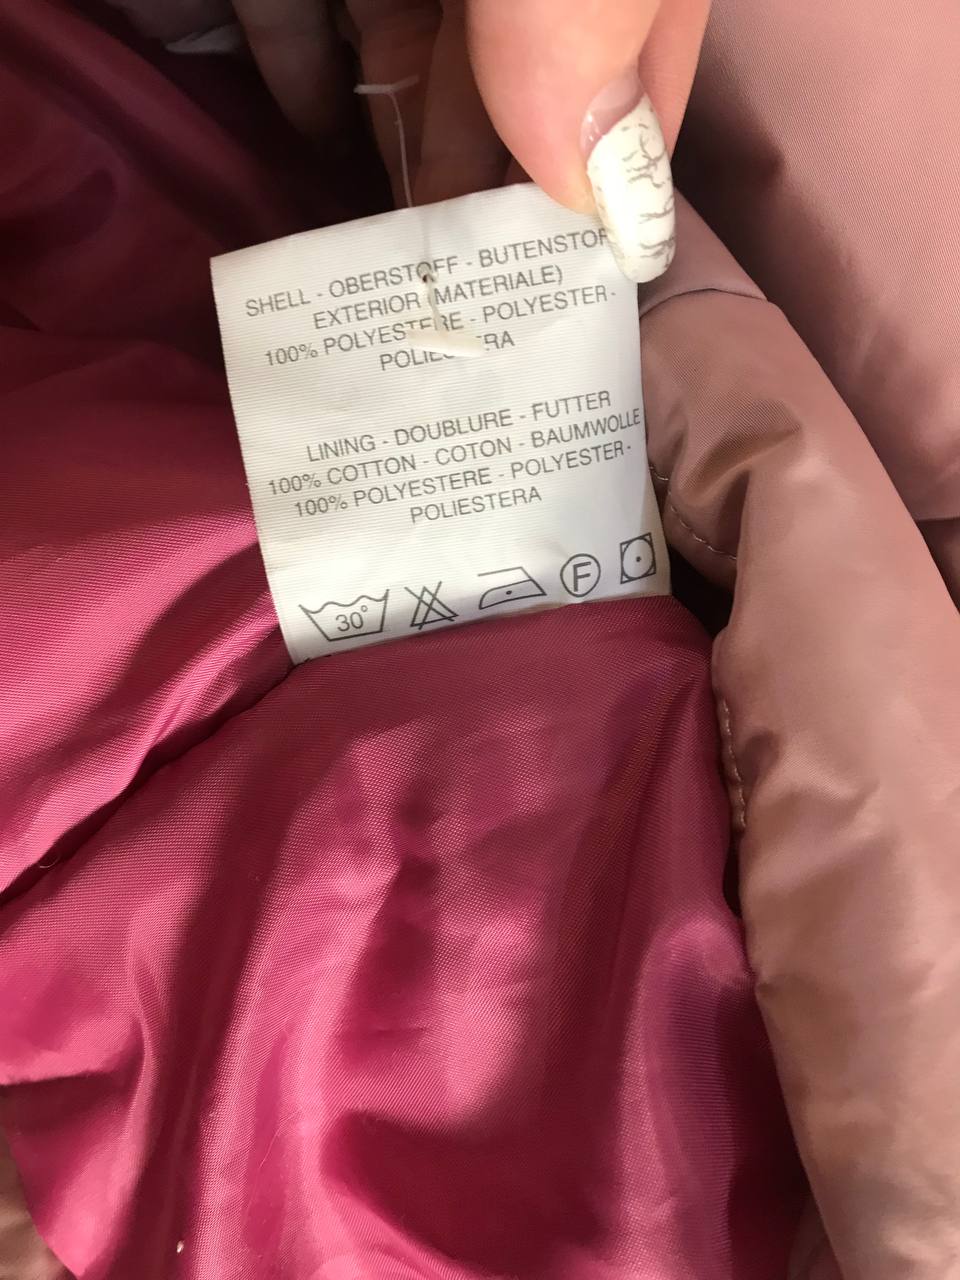 SHELL - OBERSTOFF - BUTENSTOF
EXTERIOR (MATERIALE)
100% POLYESTERE - POLYESTER -
LINING - DOUBLURE - FUTTER
100% COTTON - COTON - BAUMWOLLE
100% POLYESTERE - POLYESTER -
POLIESTERA
30°
F